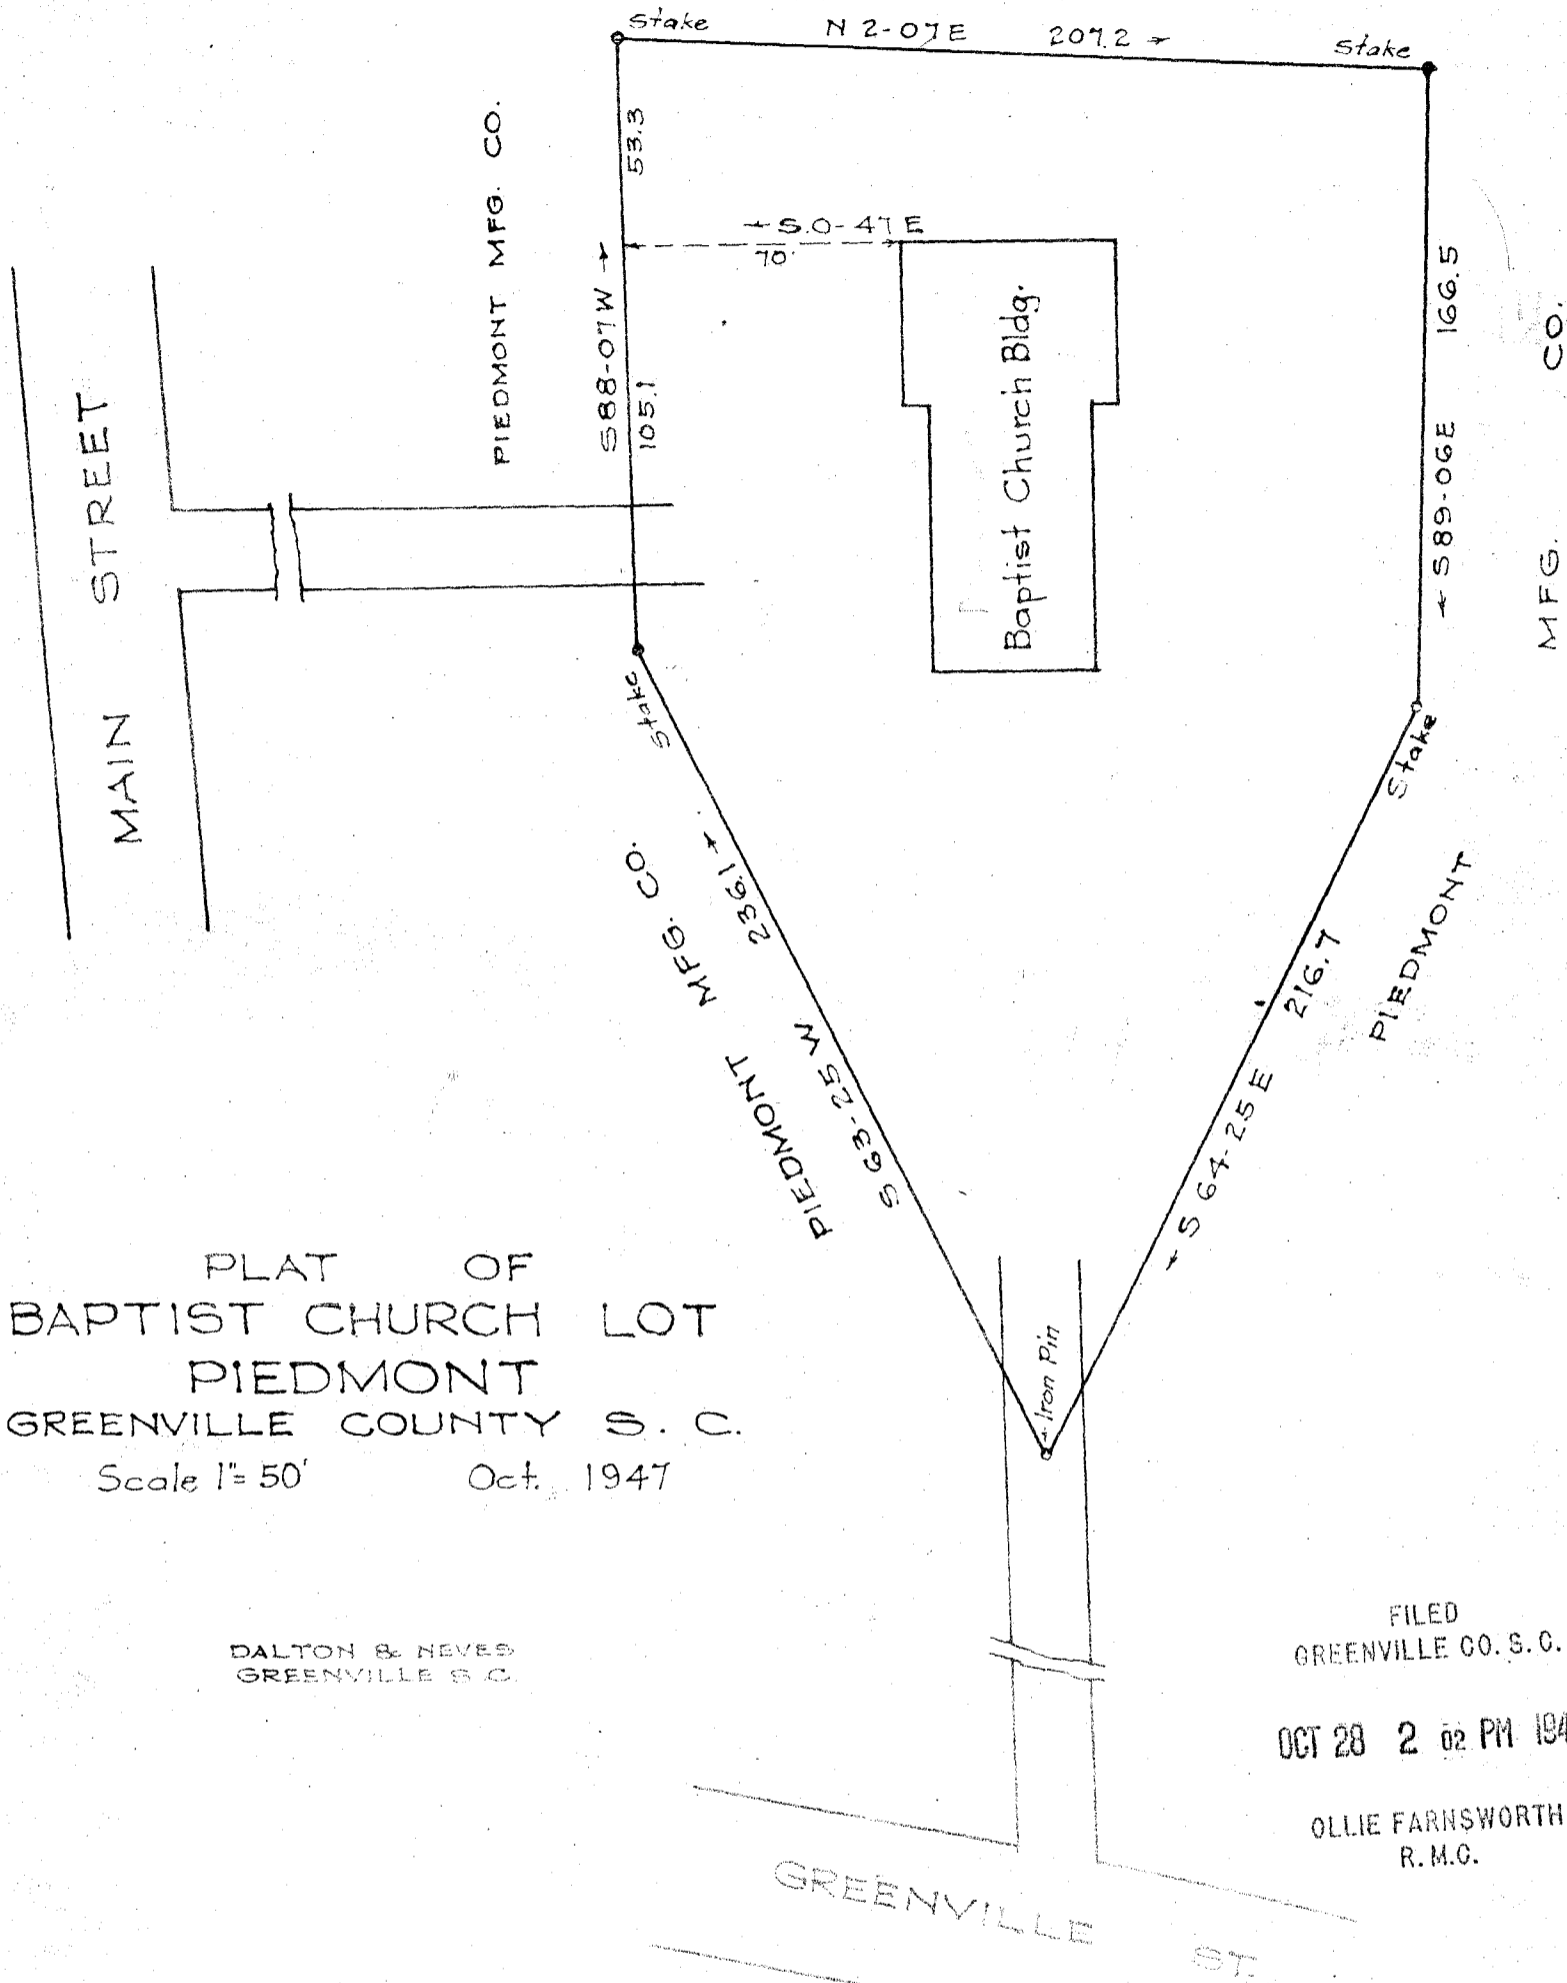 Stake N 2-07E 207.2 Stake
PIEDMONT MFG. CO.
53.3
S88-07W
105.1
S.0-47E
70'
Baptist Church Bldg.
166.5
S89-06E
MFG. CO.
MAIN STREET
Stake
Stake
PIEDMONT MFG. CO.
236.1
S 63-25 W
216.7
S 64-25 E
PIEDMONT
Iron Pin
PLAT OF
BAPTIST CHURCH LOT
PIEDMONT
GREENVILLE COUNTY S. C.
Scale 1"=50' Oct. 1947
DALTON & NEVES
GREENVILLE S.C.
FILED
GREENVILLE CO. S. C.
OCT 28 2 02 PM 194
OLLIE FARNSWORTH
R. M. C.
GREENVILLE ST.